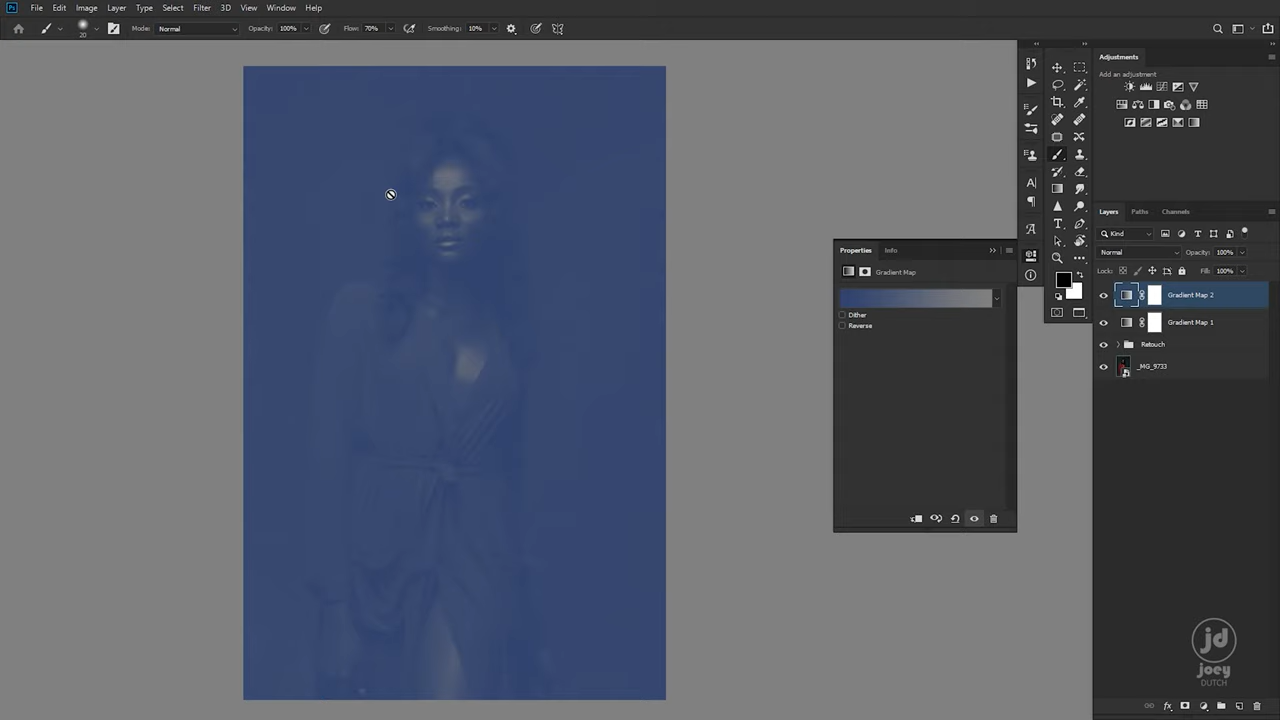 Ps File Edit Image Layer Type Select Filter 3D View Window Help
20 Mode: Normal Opacity: 100% Flow: 70% Smoothing: 10%
Adjustments
Add an adjustment
Layers Paths Channels
Kind
Normal Opacity: 100%
Lock: Fill: 100%
Properties Info
Gradient Map
Dither
Reverse
Gradient Map 2
Gradient Map 1
Retouch
_MG_9733
jd
joey
DUTCH